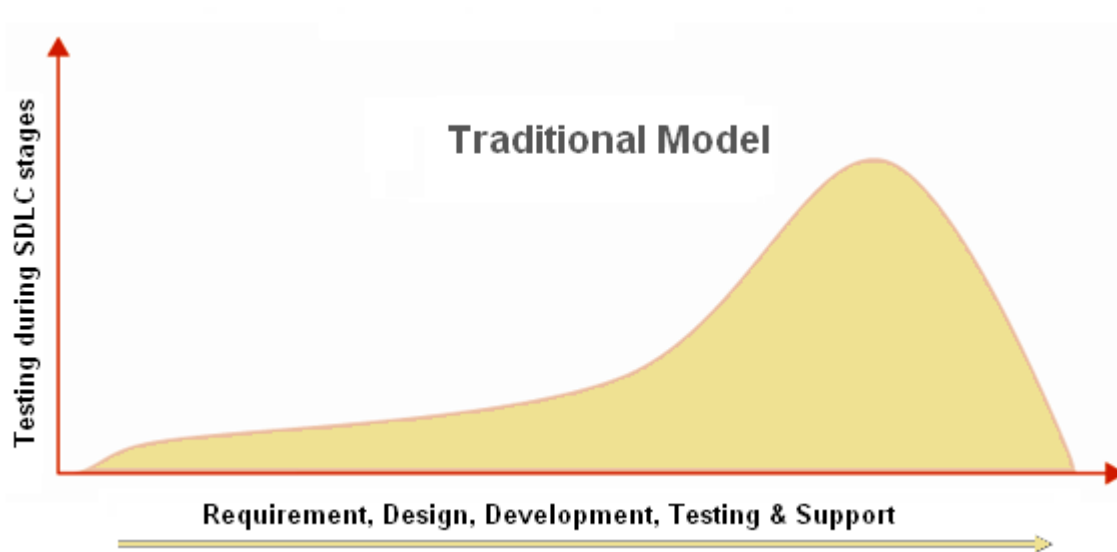 Traditional Model
Testing during SDLC stages
Requirement, Design, Development, Testing & Support